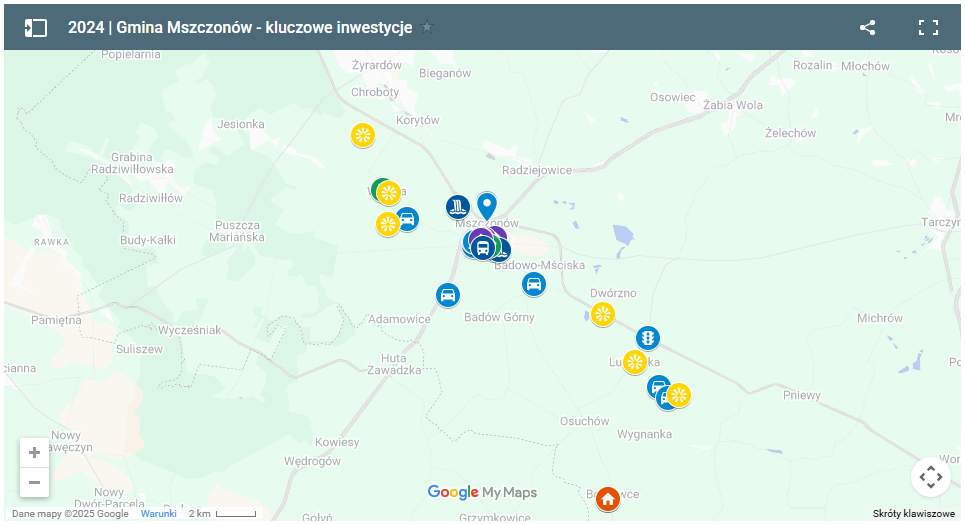 2024 | Gmina Mszczonów - kluczowe inwestycje
Popielarnia
Żyrardów
Bieganów
Rozalin
Młochów
Chroboty
Osowiec
Żabia Wola
Korytów
Jesionka
Żelechów
Grabina
Radziwiłłowska
Radziejowice
Radziwiłłów
Puszcza
Mariańska
Mszczonów
Tarczyn
RAWKA
Budy-Kałki
Badowo-Mściska
Dwórzno
Pamiętna
Adamowice
Badów Górny
Michrów
Wycześniak
Suliszew
Huta
Zawadzka
Pniewy
Osuchów
Wygnanka
Nowy
Kowiesy
Wędrogów
Nowy
Dwór-Parcela
Google My Maps
Grzymkowice
Dane mapy ©2025 Google
Warunki
2 km
Skróty klawiszowe